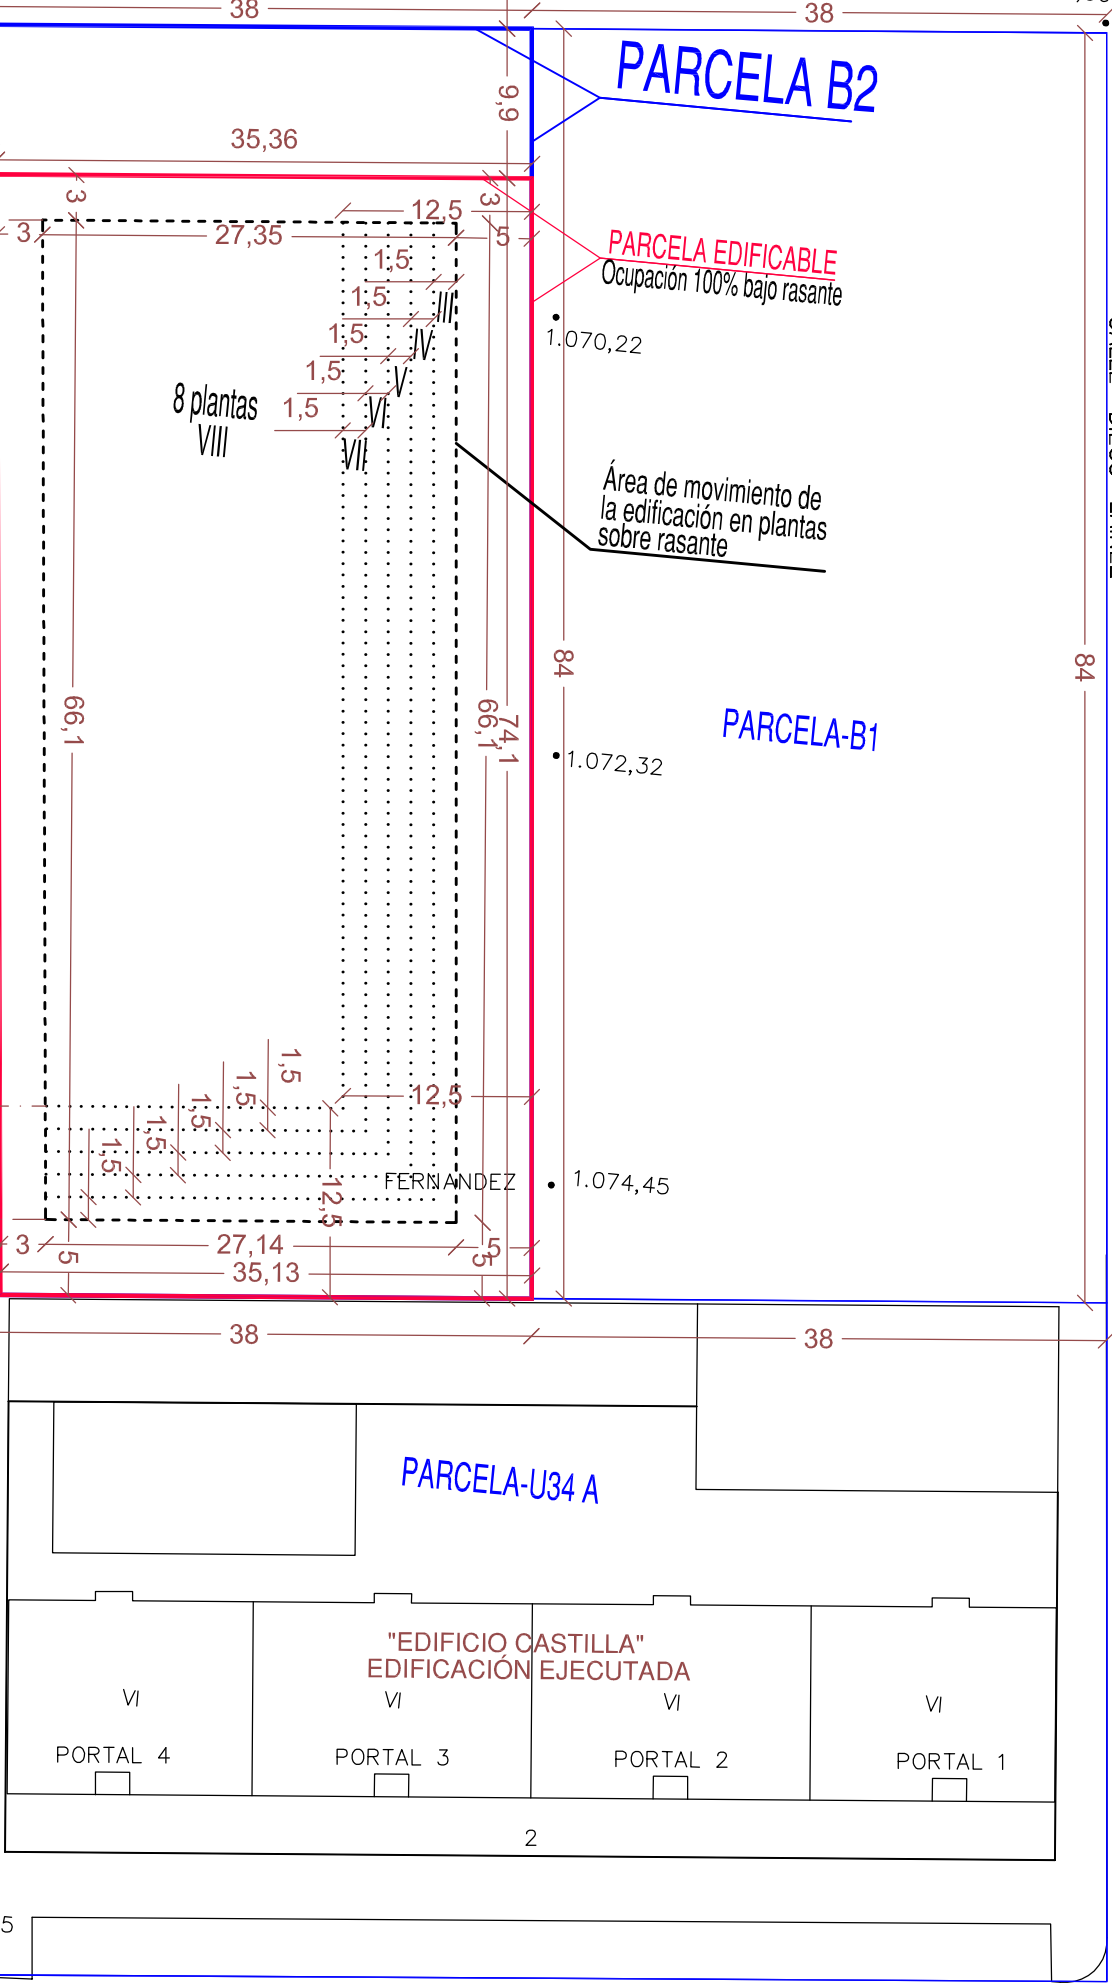 38
38
PARCELA B2
9,9
35,36
3
3
12,5
3
27,35
5
PARCELA EDIFICABLE
Ocupación 100% bajo rasante
1,5
1,5
III
1.070,22
1,5
IV
1,5
V
8 plantas
1,5
VI
VIII
VII
Área de movimiento de
la edificación en plantas
sobre rasante
84
84
66,1
66,1
74,1
PARCELA-B1
1.072,32
1,5
1,5
1,5
1,5
1,5
12,5
FERNANDEZ
1.074,45
12,5
3
27,14
5
5
5
35,13
38
38
PARCELA-U34 A
"EDIFICIO CASTILLA"
EDIFICACIÓN EJECUTADA
VI
VI
VI
VI
PORTAL 4
PORTAL 3
PORTAL 2
PORTAL 1
2
5